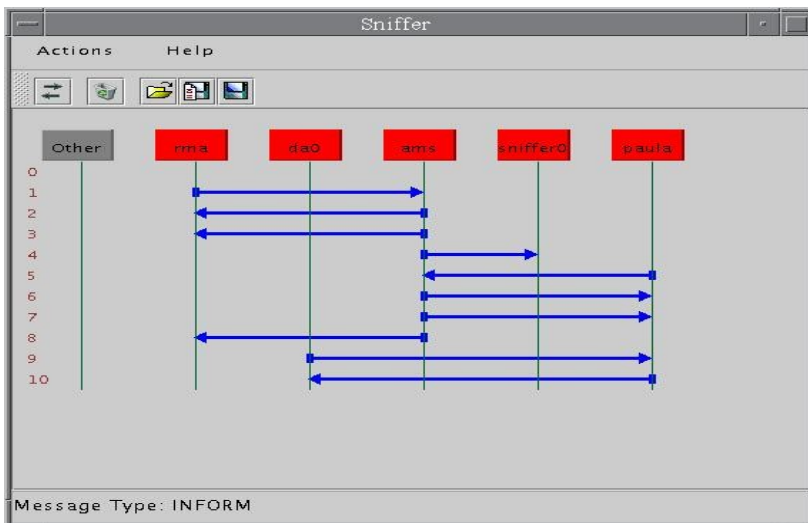 Sniffer
Actions Help
Other rma da0 ams sniffer0 paula
0
1
2
3
4
5
6
7
8
9
10
Message Type: INFORM